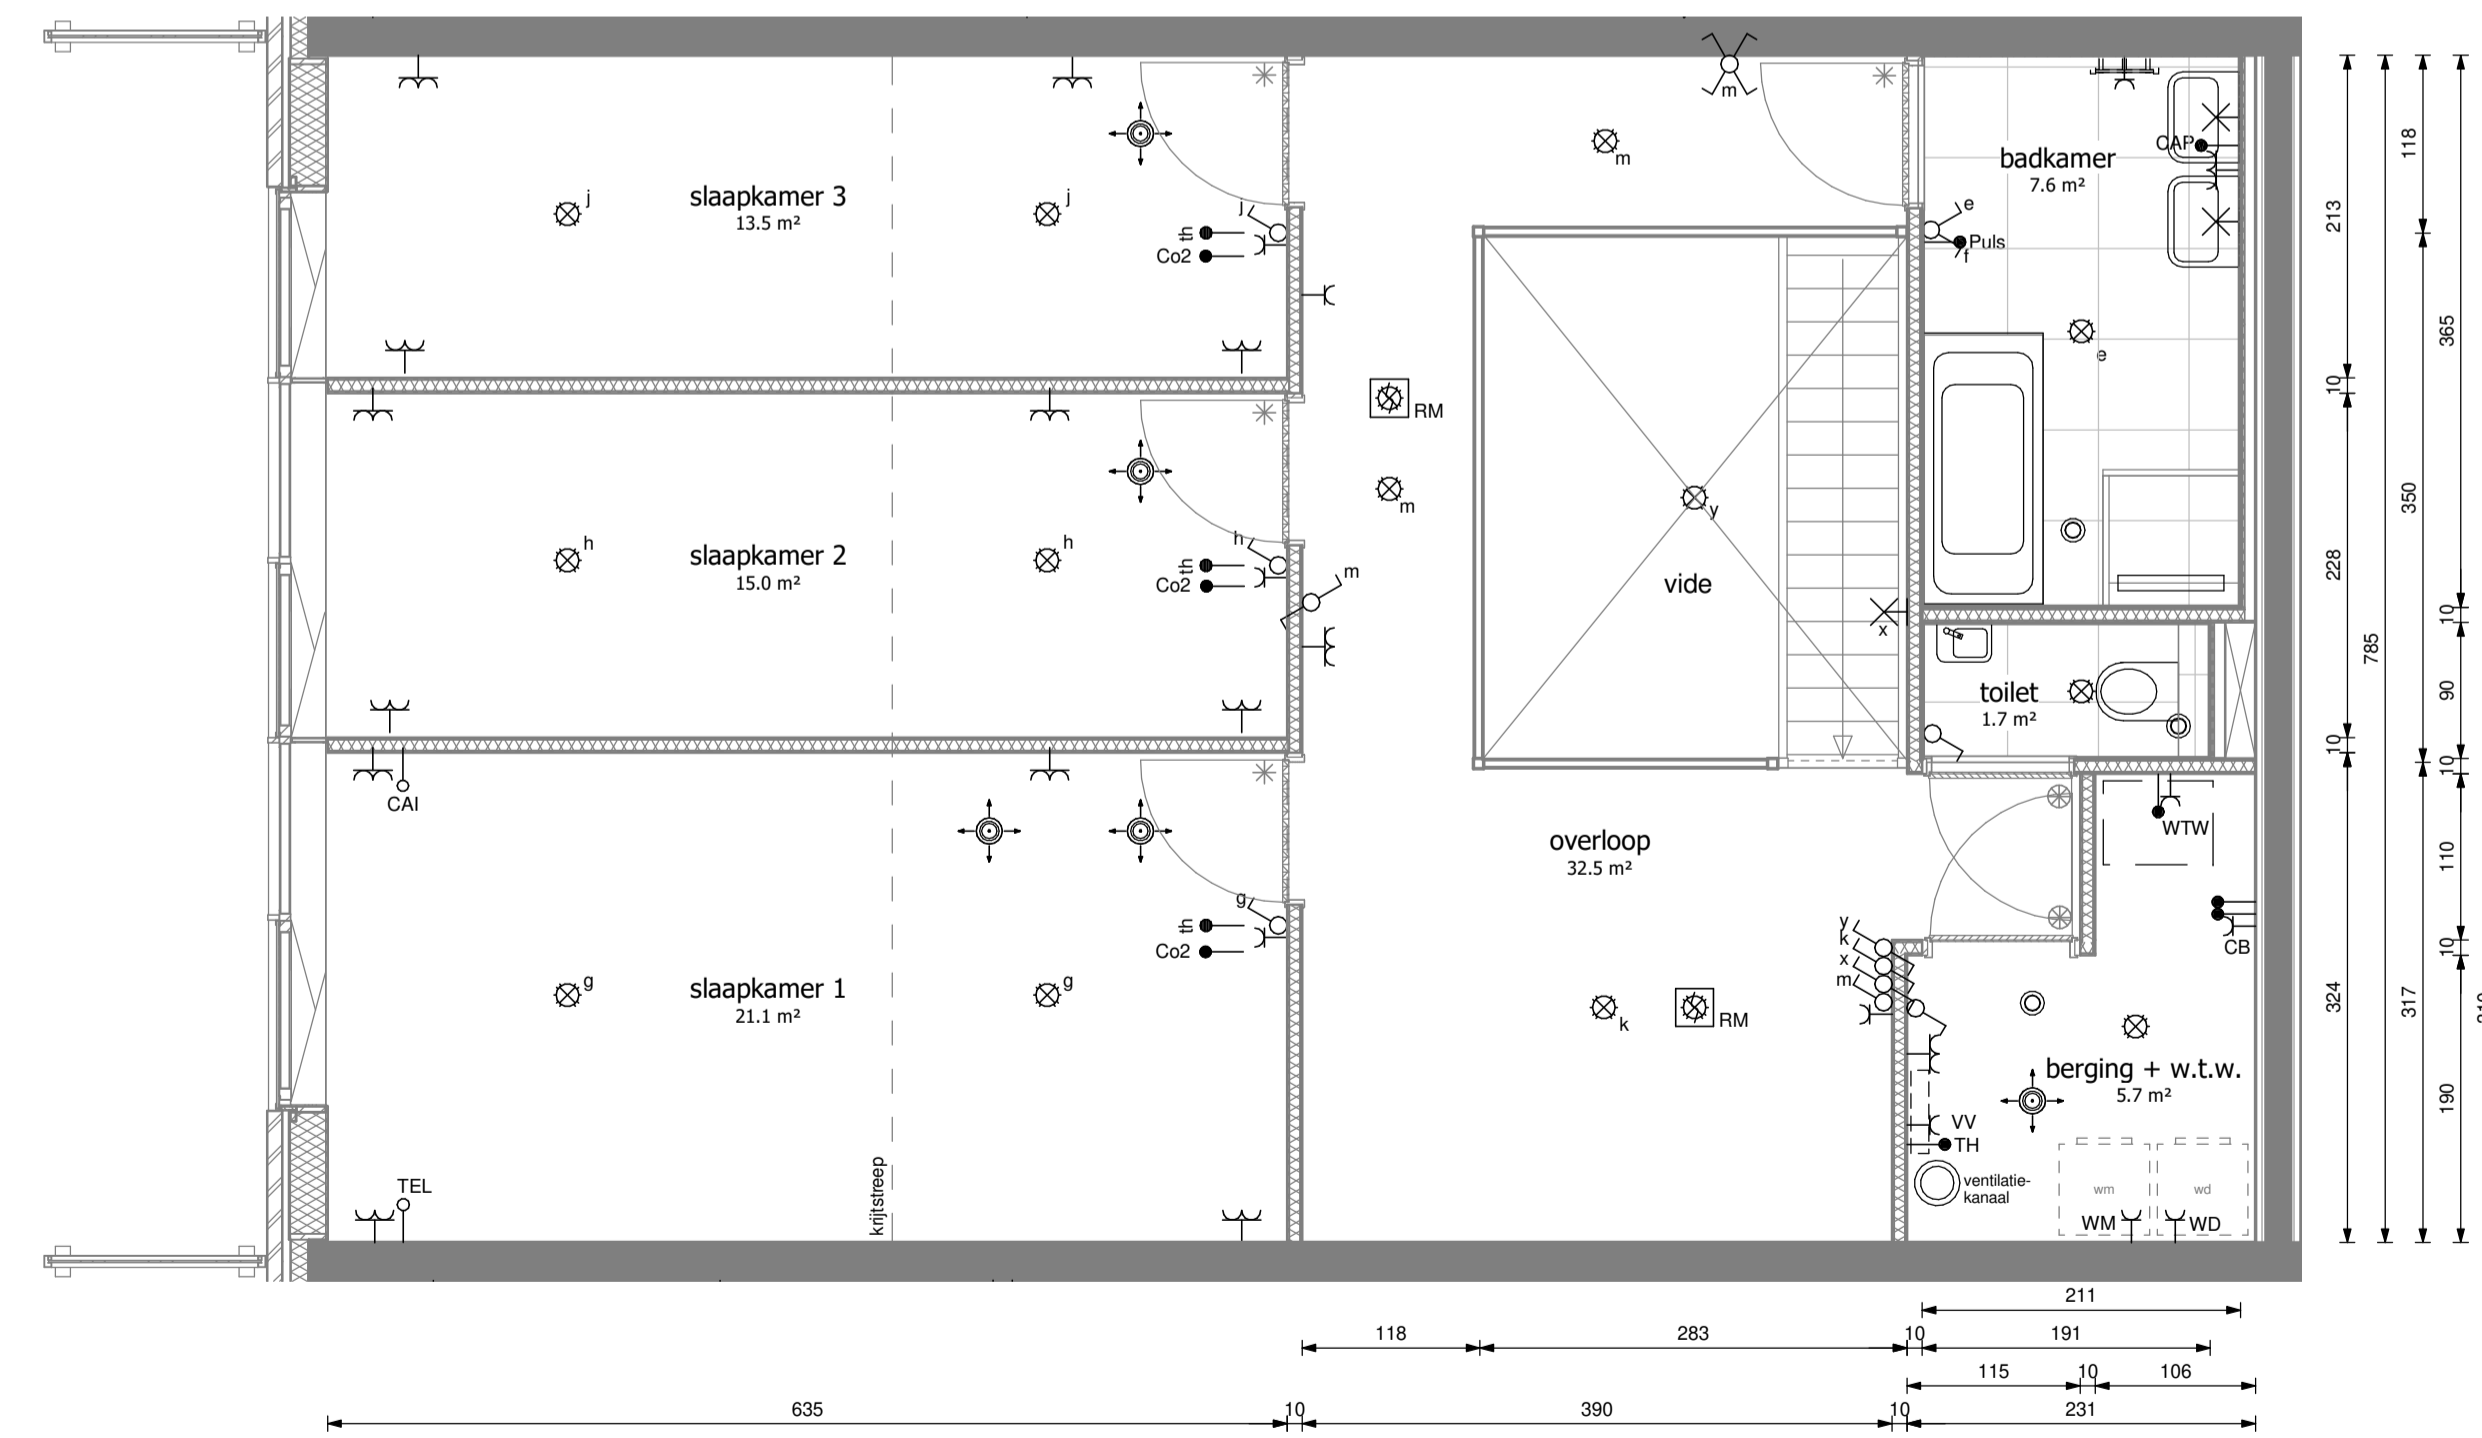 m
m
CAP
badkamer
7.6 m²
j
slaapkamer 3
13.5 m²
j
j
th
Co2
e
Puls
f
e
RM
m
h
slaapkamer 2
15.0 m²
h
h
th
Co2
m
y
vide
x
toilet
1.7 m²
CAI
WTW
overloop
32.5 m²
g
th
Co2
y
k
x
m
CB
g
slaapkamer 1
21.1 m²
g
k
RM
berging + w.t.w.
5.7 m²
VV
TH
ventilatie-
kanaal
wm
wd
WM
WD
TEL
krijtstreep
118
213
365
10
350
228
10
785
90
10
10
110
10
324
317
190
211
118
283
10
191
115
10
106
635
10
390
10
231